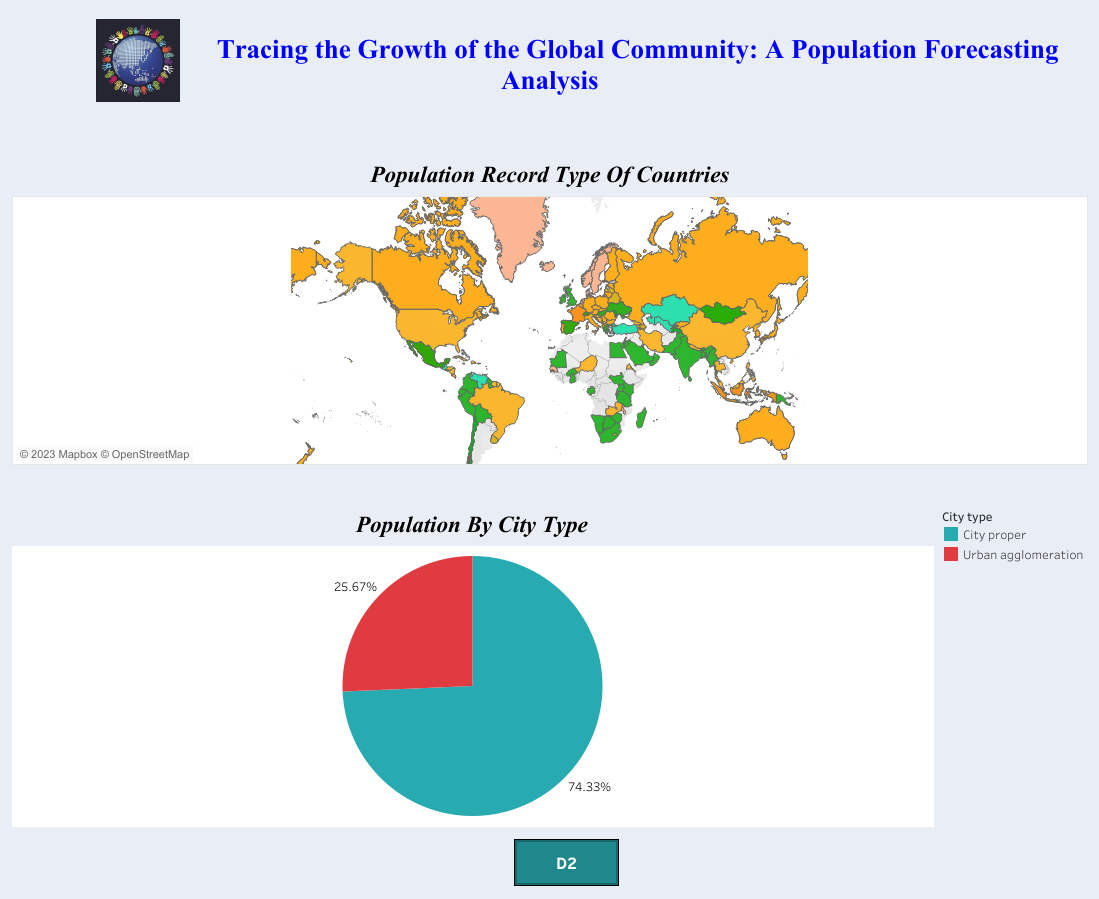 Tracing the Growth of the Global Community: A Population Forecasting
Analysis
Population Record Type Of Countries
© 2023 Mapbox © OpenStreetMap
Population By City Type
City type
City proper
Urban agglomeration
25.67%
74.33%
D2